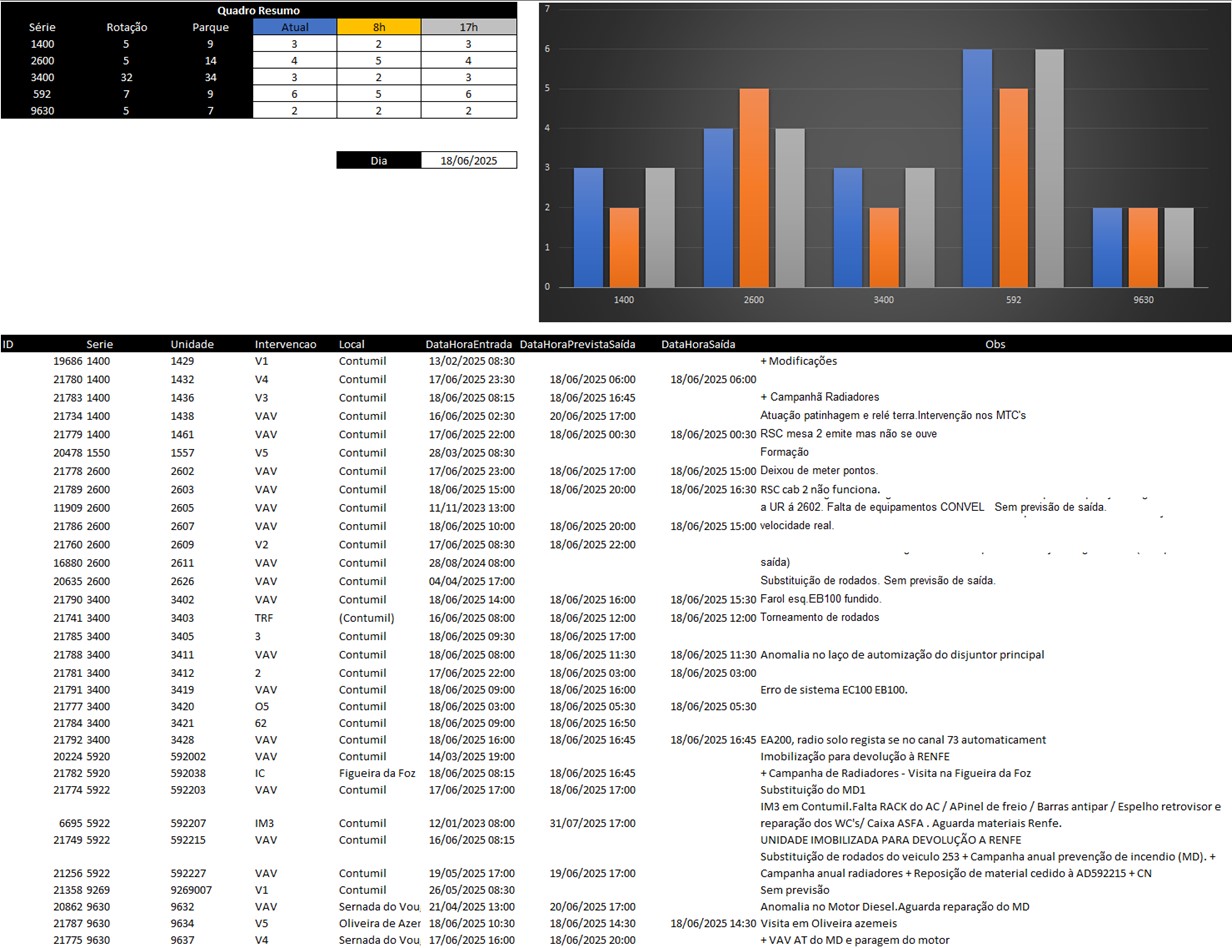 Quadro Resumo
Série Rotação Parque Atual 8h 17h
1400 5 9 3 2 3
2600 5 14 4 5 4
3400 32 34 3 2 3
592 7 9 6 5 6
9630 5 7 2 2 2
Dia 18/06/2025
7
6
5
4
3
2
1
0
1400 2600 3400 592 9630
ID Serie Unidade Intervencao Local DataHoraEntrada DataHoraPrevistaSaída DataHoraSaída Obs
19686 1400 1429 V1 Contumil 13/02/2025 08:30 + Modificações
21780 1400 1432 V4 Contumil 17/06/2025 23:30 18/06/2025 06:00 18/06/2025 06:00
21783 1400 1436 V3 Contumil 18/06/2025 08:15 18/06/2025 16:45 + Campanhã Radiadores
21734 1400 1438 VAV Contumil 16/06/2025 02:30 20/06/2025 17:00 Atuação patinhagem e relé terra.Intervenção nos MTC's
21779 1400 1461 VAV Contumil 17/06/2025 22:00 18/06/2025 00:30 18/06/2025 00:30 RSC mesa 2 emite mas não se ouve
20478 1550 1557 V5 Contumil 28/03/2025 08:30 Formação
21778 2600 2602 VAV Contumil 17/06/2025 23:00 18/06/2025 17:00 18/06/2025 15:00 Deixou de meter pontos.
21789 2600 2603 VAV Contumil 18/06/2025 15:00 18/06/2025 20:00 18/06/2025 16:30 RSC cab 2 não funciona.
11909 2600 2605 VAV Contumil 11/11/2023 13:00 a UR á 2602. Falta de equipamentos CONVEL Sem previsão de saída.
21786 2600 2607 VAV Contumil 18/06/2025 10:00 18/06/2025 20:00 18/06/2025 15:00 velocidade real.
21760 2600 2609 V2 Contumil 17/06/2025 08:30 18/06/2025 22:00
16880 2600 2611 VAV Contumil 28/08/2024 08:00 saída)
20635 2600 2626 VAV Contumil 04/04/2025 17:00 Substituição de rodados. Sem previsão de saída.
21790 3400 3402 VAV Contumil 18/06/2025 14:00 18/06/2025 16:00 18/06/2025 15:30 Farol esq.EB100 fundido.
21741 3400 3403 TRF (Contumil) 16/06/2025 08:00 18/06/2025 12:00 18/06/2025 12:00 Torneamento de rodados
21785 3400 3405 3 Contumil 18/06/2025 09:30 18/06/2025 17:00
21788 3400 3411 VAV Contumil 18/06/2025 08:00 18/06/2025 11:30 18/06/2025 11:30 Anomalia no laço de automização do disjuntor principal
21781 3400 3412 2 Contumil 17/06/2025 22:00 18/06/2025 03:00 18/06/2025 03:00
21791 3400 3419 VAV Contumil 18/06/2025 09:00 18/06/2025 16:00 Erro de sistema EC100 EB100.
21777 3400 3420 O5 Contumil 18/06/2025 03:00 18/06/2025 05:30 18/06/2025 05:30
21784 3400 3421 62 Contumil 18/06/2025 09:00 18/06/2025 16:50
21792 3400 3428 VAV Contumil 18/06/2025 16:00 18/06/2025 16:45 18/06/2025 16:45 EA200, radio solo regista se no canal 73 automaticament
20224 5920 592002 VAV Contumil 14/03/2025 19:00 Imobilização para devolução à RENFE
21782 5920 592038 IC Figueira da Foz 18/06/2025 08:15 18/06/2025 16:45 + Campanha de Radiadores - Visita na Figueira da Foz
21774 5922 592203 VAV Contumil 17/06/2025 17:00 18/06/2025 17:00 Substituição do MD1
IM3 em Contumil.Falta RACK do AC / APinel de freio / Barras antipar / Espelho retrovisor e
6695 5922 592207 IM3 Contumil 12/01/2023 08:00 31/07/2025 17:00 reparação dos WC's/ Caixa ASFA . Aguarda materiais Renfe.
21749 5922 592215 VAV Contumil 16/06/2025 08:15 UNIDADE IMOBILIZADA PARA DEVOLUÇÃO A RENFE
Substituição de rodados do veiculo 253 + Campanha anual prevenção de incendio (MD). +
21256 5922 592227 VAV Contumil 19/05/2025 17:00 19/06/2025 17:00 Campanha anual radiadores + Reposição de material cedido à AD592215 + CN
21358 9269 9269007 V1 Contumil 26/05/2025 08:30 Sem previsão
20862 9630 9632 VAV Sernada do Vou 21/04/2025 13:00 20/06/2025 17:00 Anomalia no Motor Diesel.Aguarda reparação do MD
21787 9630 9634 V5 Oliveira de Azer 18/06/2025 10:30 18/06/2025 14:30 18/06/2025 14:30 Visita em Oliveira azemeis
21775 9630 9637 V4 Sernada do Vou 17/06/2025 16:00 18/06/2025 20:00 + VAV AT do MD e paragem do motor